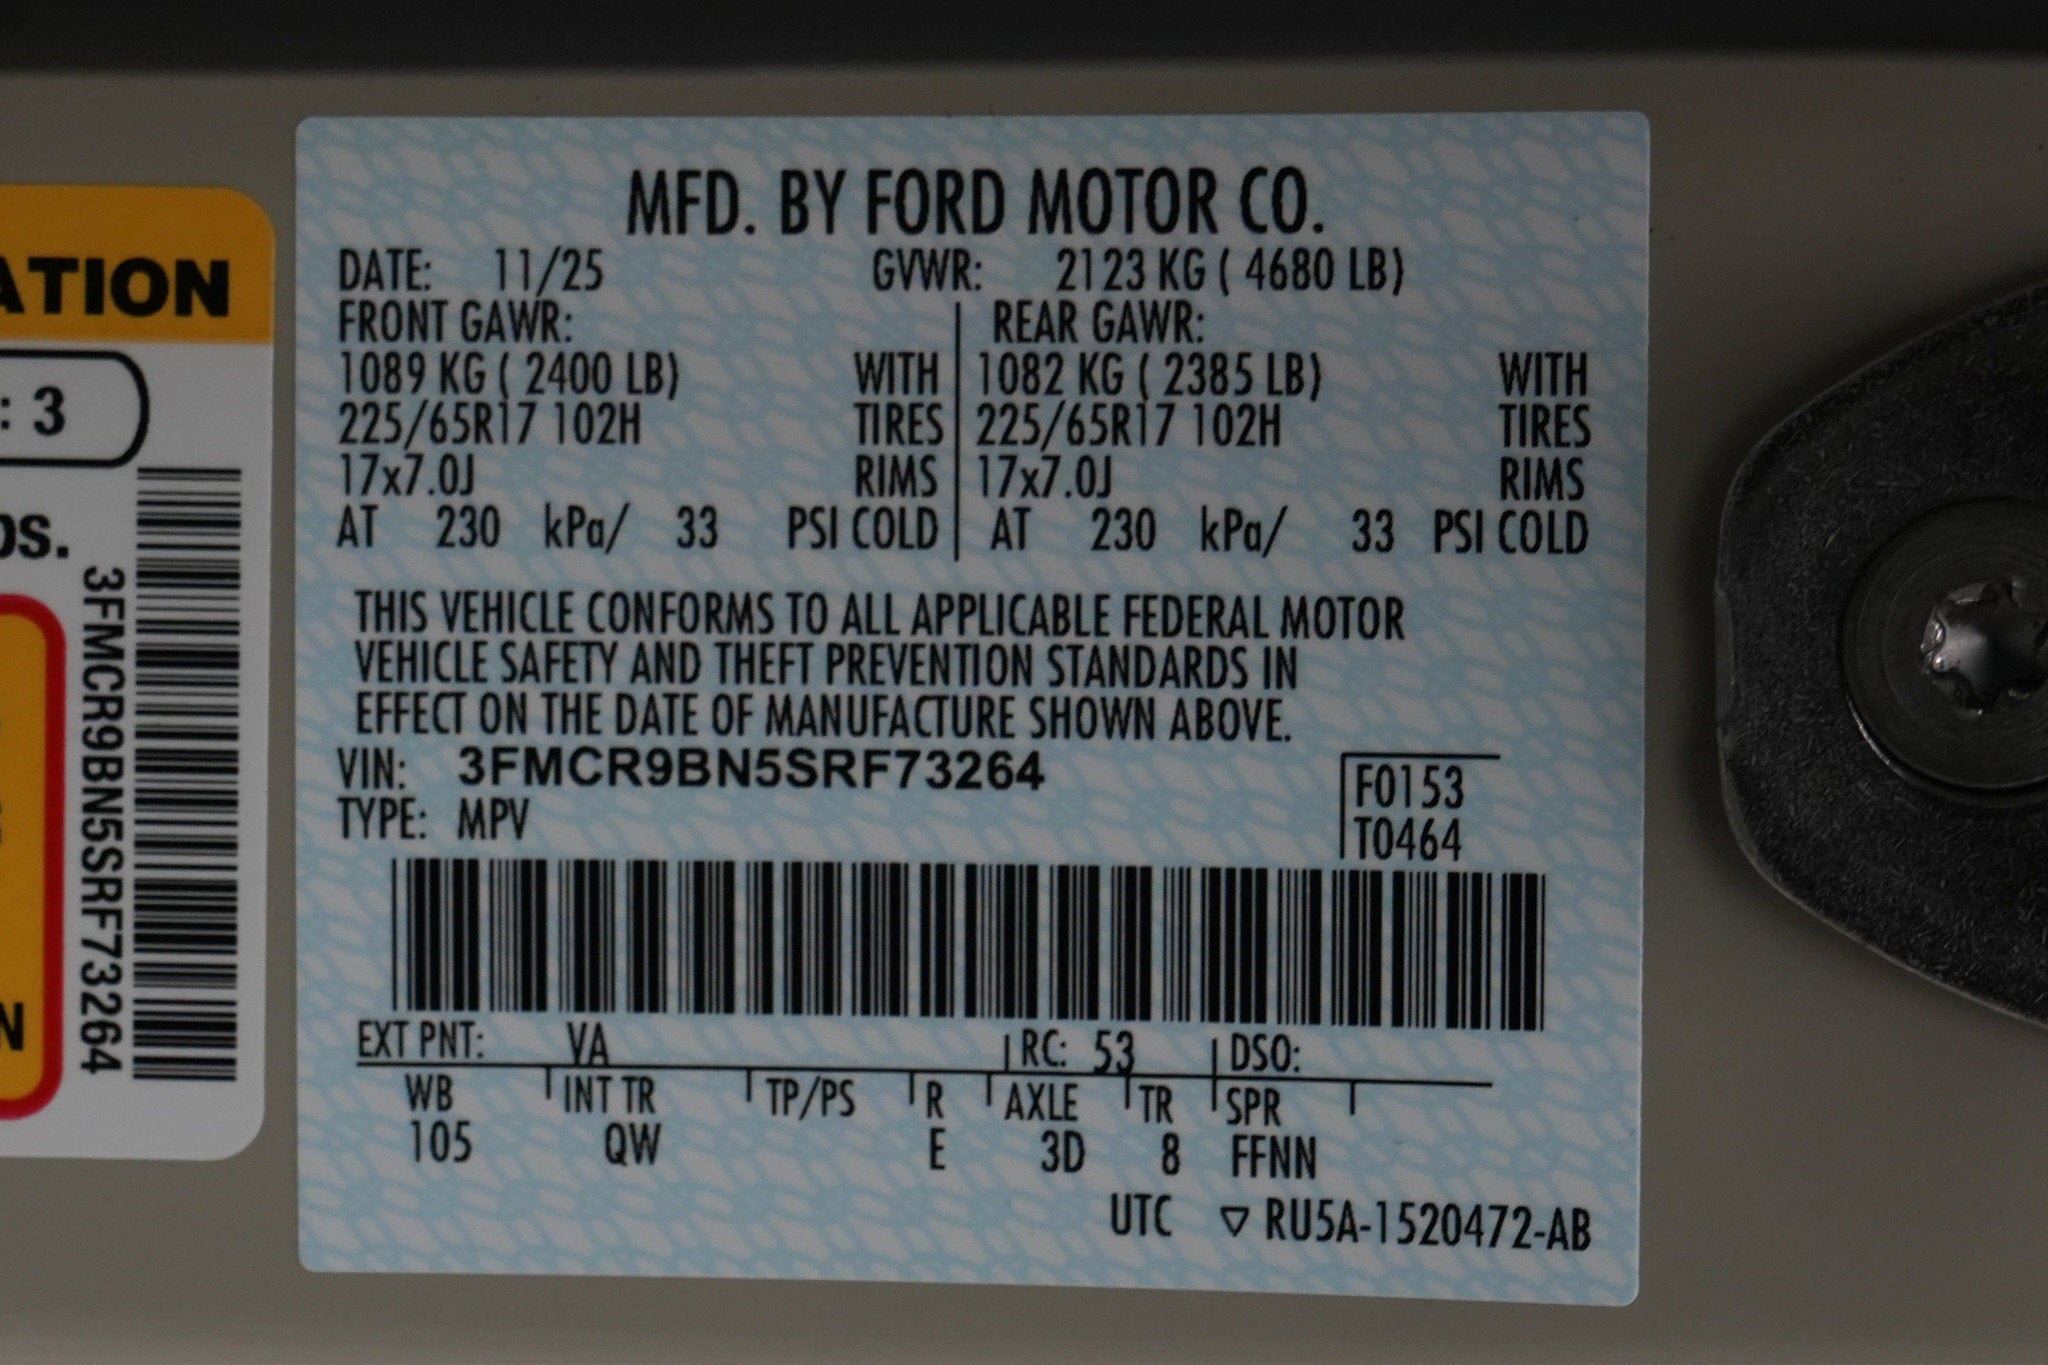 ATION
: 3
os.
3FMCR9BN5SRF73264
N
MFD. BY FORD MOTOR CO.
DATE: 11/25 GVWR: 2123 KG ( 4680 LB)
FRONT GAWR: REAR GAWR:
1089 KG ( 2400 LB) WITH 1082 KG ( 2385 LB) WITH
225/65R17 102H TIRES 225/65R17 102H TIRES
17x7.0J RIMS 17x7.0J RIMS
AT 230 kPa/ 33 PSI COLD AT 230 kPa/ 33 PSI COLD
THIS VEHICLE CONFORMS TO ALL APPLICABLE FEDERAL MOTOR
VEHICLE SAFETY AND THEFT PREVENTION STANDARDS IN
EFFECT ON THE DATE OF MANUFACTURE SHOWN ABOVE.
VIN: 3FMCR9BN5SRF73264
TYPE: MPV
F0153
T0464
EXT PNT: VA RC: 53 DSO:
WB INT TR TP/PS R AXLE TR SPR
105 QW E 3D 8 FFNN
UTC ▽ RU5A-1520472-AB